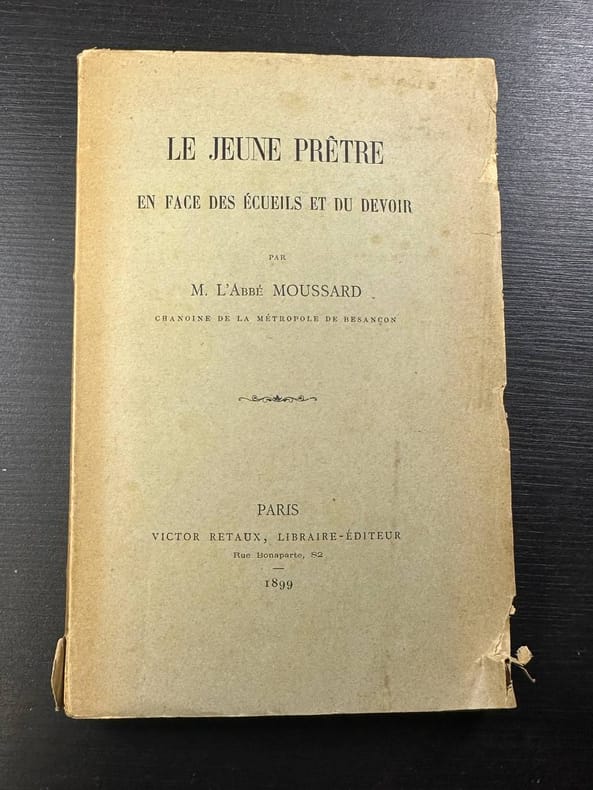 LE JEUNE PRÊTRE
EN FACE DES ÉCUEILS ET DU DEVOIR
PAR
M. L'ABBÉ MOUSSARD
CHANOINE DE LA MÉTROPOLE DE BESANÇON
PARIS
VICTOR RETAUX, LIBRAIRE-ÉDITEUR
Rue Bonaparte, 82
1899